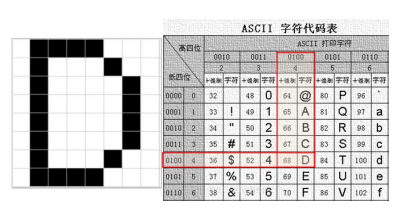 ASCII 字符代码表
高四位 ASCII 打印字符
0010 0011 0100 0101 0110
2 3 4 5 6
低四位 十进制 字符 十进制 字符 十进制 字符 十进制 字符 十进制 字符
0000 0 32 48 0 64 @ 80 P 96 `
0001 1 33 ! 49 1 65 A 81 Q 97 a
0010 2 34 " 50 2 66 B 82 R 98 b
0011 3 35 # 51 3 67 C 83 S 99 c
0100 4 36 $ 52 4 68 D 84 T 100 d
0101 5 37 % 53 5 69 E 85 U 101 e
0110 6 38 & 54 6 70 F 86 V 102 f